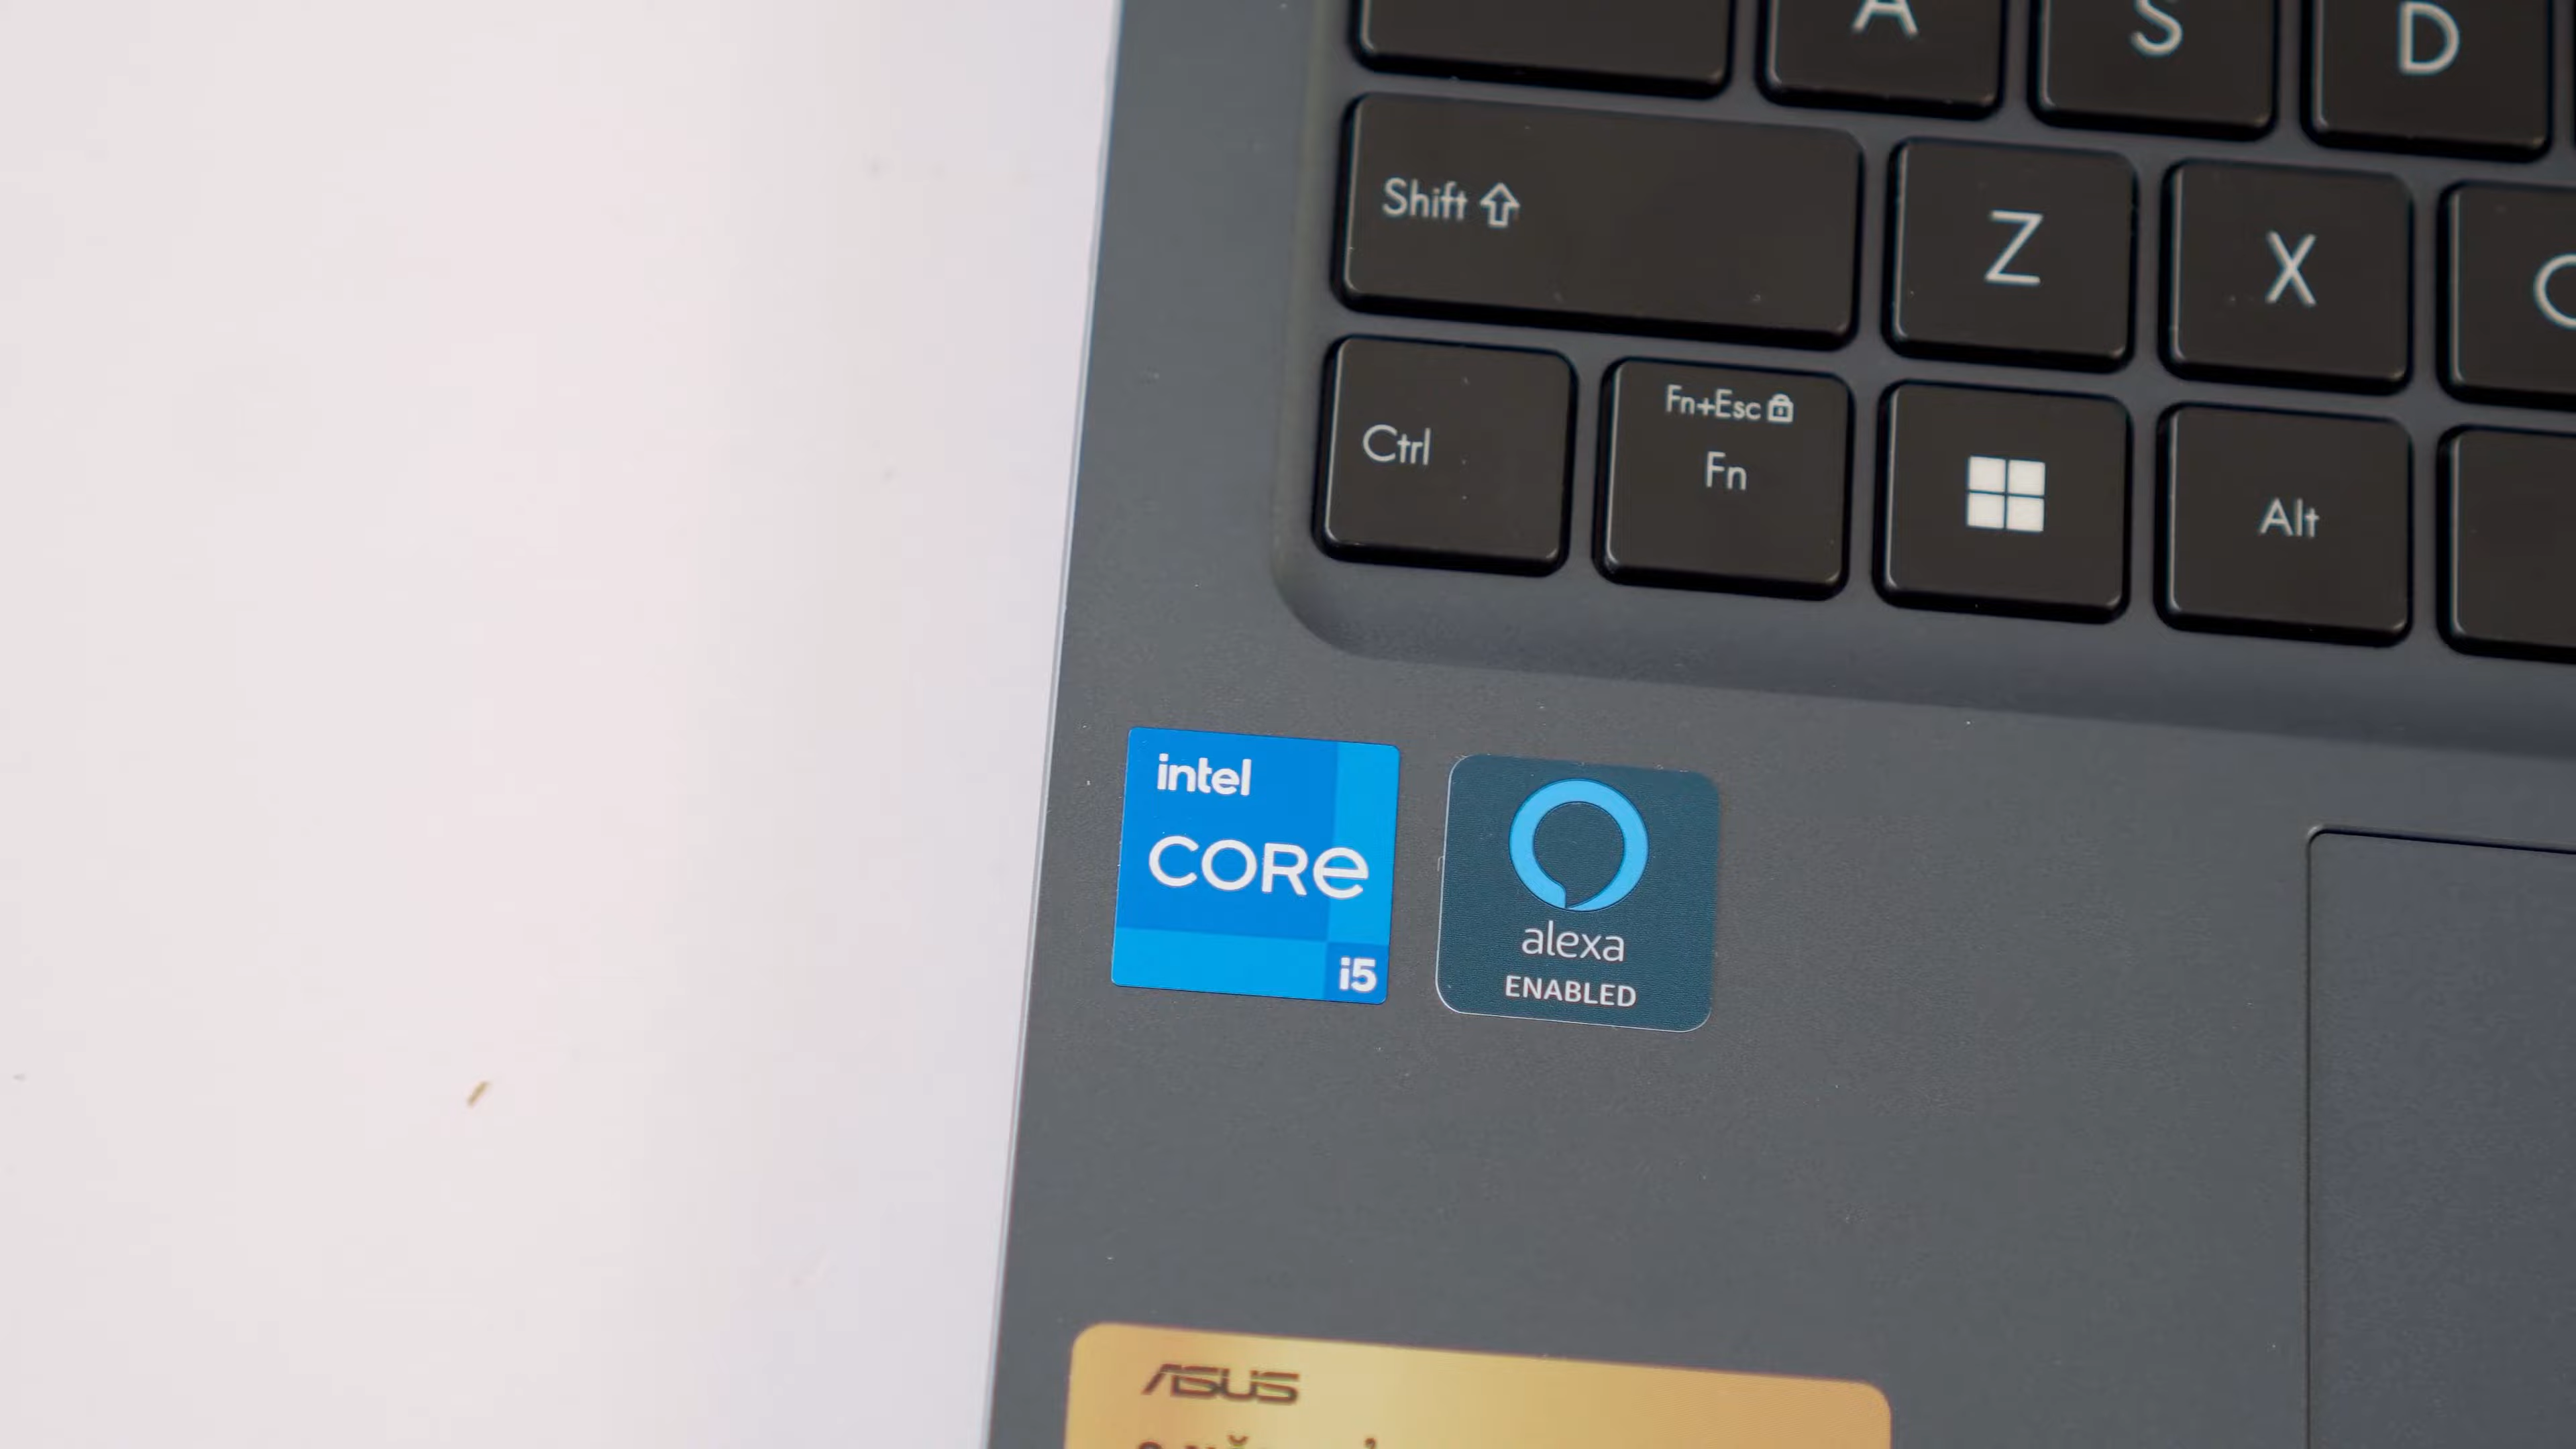 A S D
Shift Z X C
Fn+Esc
Ctrl Fn Alt
intel
CORE
i5
alexa
ENABLED
ASUS